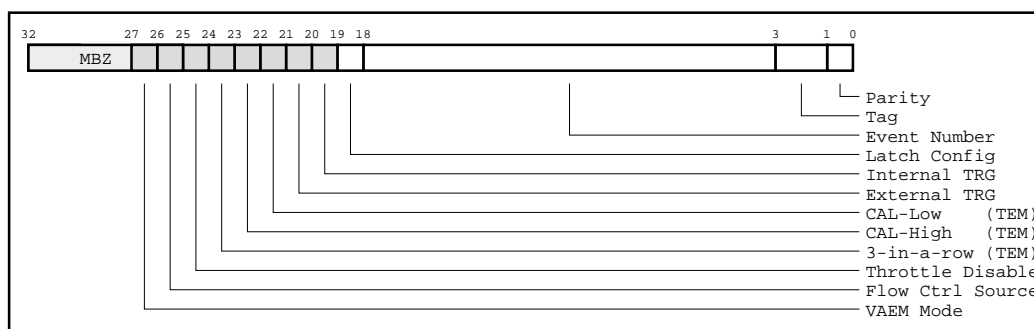 32 27 26 25 24 23 22 21 20 19 18 3 1 0
MBZ
Parity
Tag
Event Number
Latch Config
Internal TRG
External TRG
CAL-Low (TEM)
CAL-High (TEM)
3-in-a-row (TEM)
Throttle Disable
Flow Ctrl Source
VAEM Mode